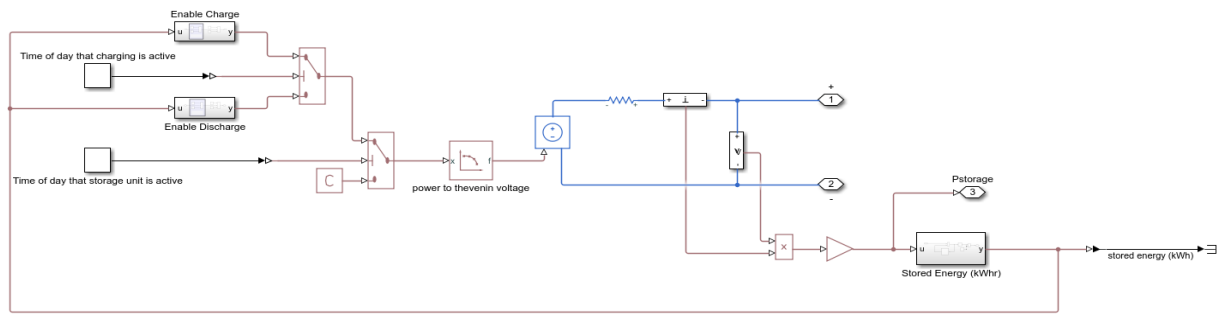 Enable Charge
u y
Time of day that charging is active
u y
Enable Discharge
+
1
+
-
- +
+ i -
+
V
-
Time of day that storage unit is active
C
x f
power to thevenin voltage
2
-
Pstorage
3
×
u y
Stored Energy (kWhr)
stored energy (kWh)